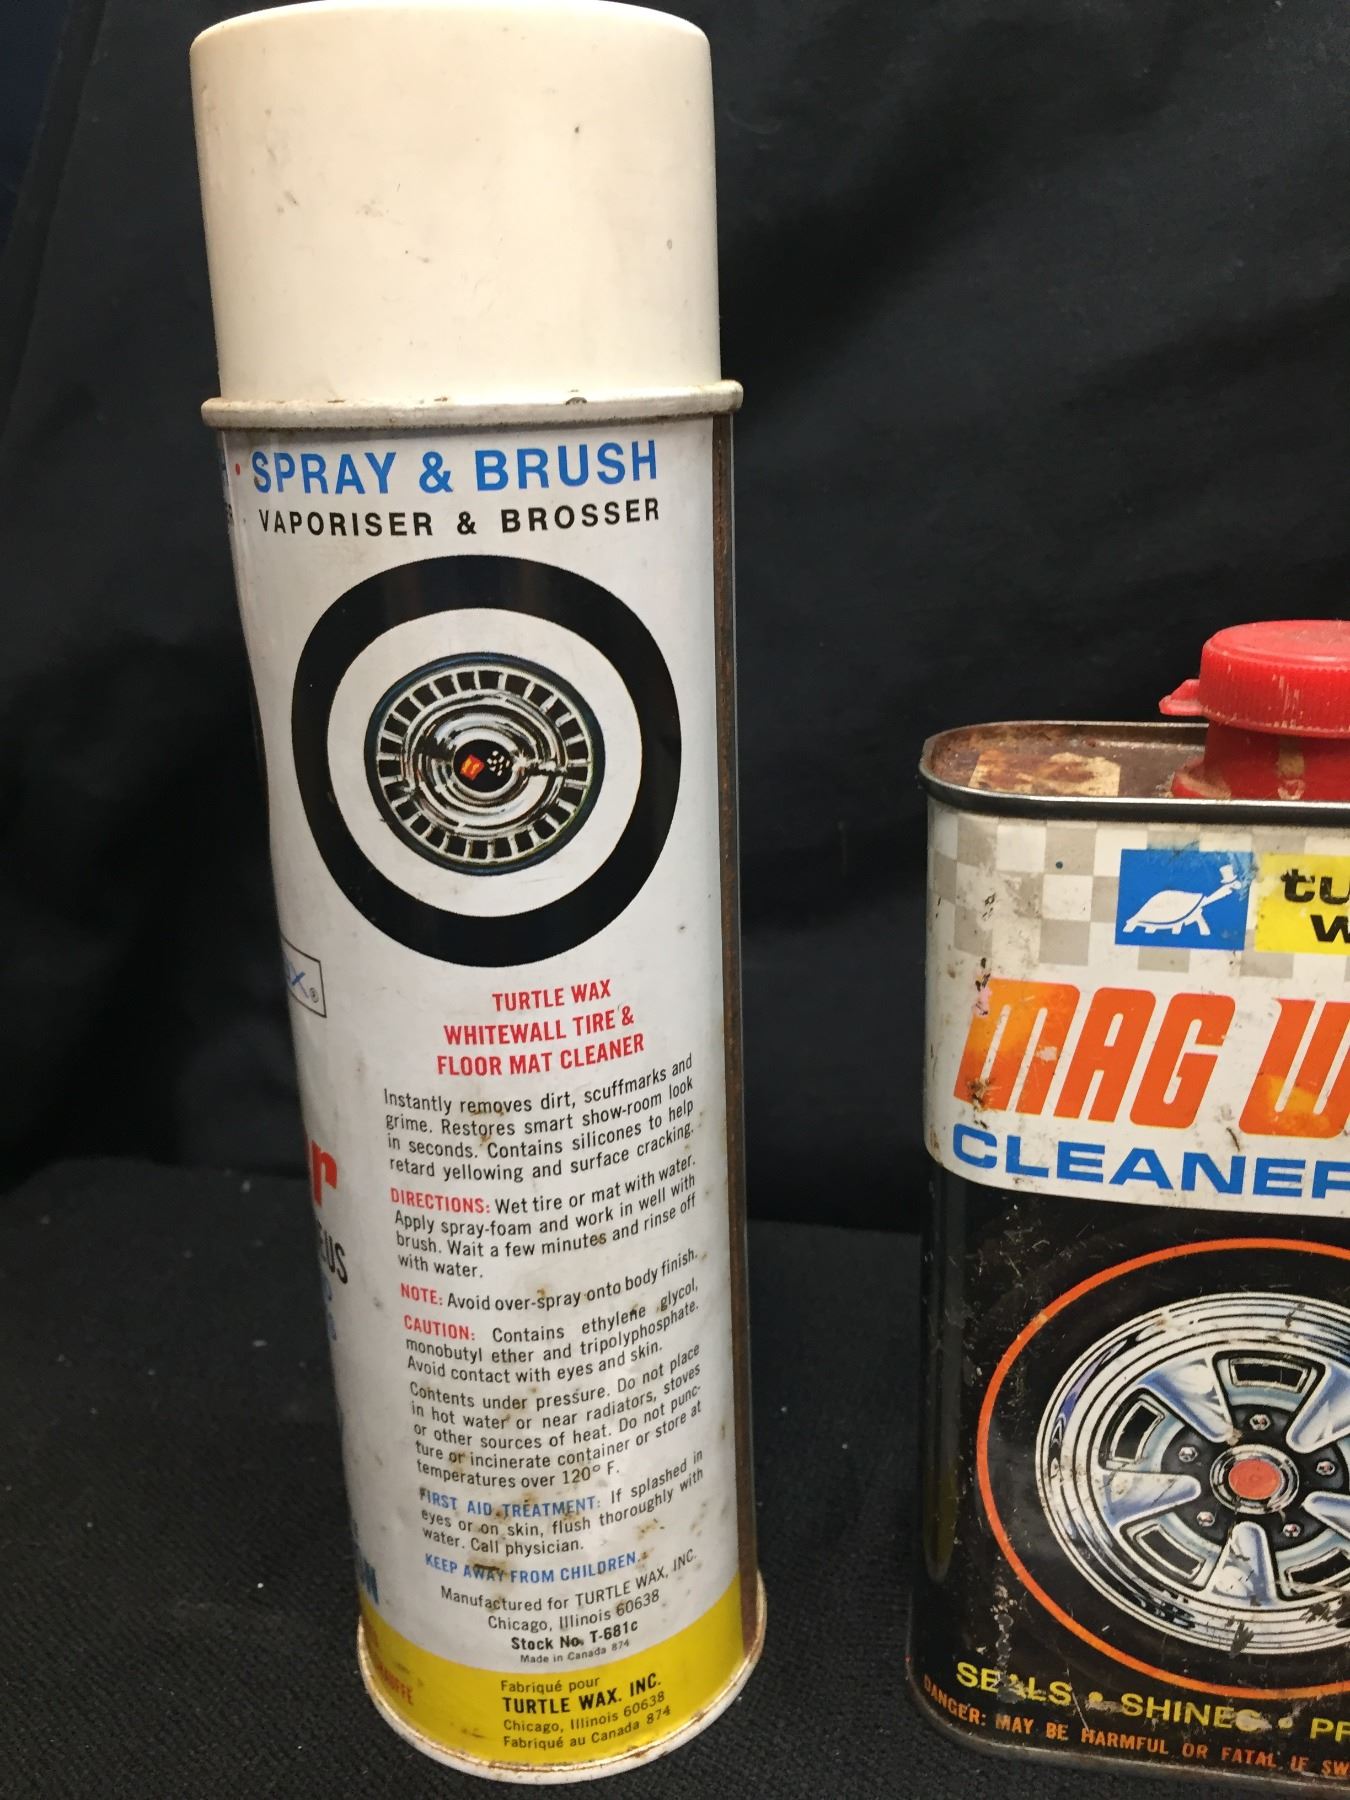 SPRAY & BRUSH
VAPORISER & BROSSER
TURTLE WAX
WHITEWALL TIRE &
FLOOR MAT CLEANER
Instantly removes dirt, scuffmarks and
grime. Restores smart show-room look
in seconds. Contains silicones to help
retard yellowing and surface cracking.
DIRECTIONS: Wet tire or mat with water.
Apply spray-foam and work in well with
brush. Wait a few minutes and rinse off
with water.
NOTE: Avoid over-spray onto body finish.
CAUTION: Contains ethylene glycol,
monobutyl ether and tripolyphosphate.
Avoid contact with eyes and skin.
Contents under pressure. Do not place
in hot water or near radiators, stoves
or other sources of heat. Do not punc-
ture or incinerate container or store at
temperatures over 120° F.
FIRST AID TREATMENT: If splashed in
eyes or on skin, flush thoroughly with
water. Call physician.
KEEP AWAY FROM CHILDREN.
Manufactured for TURTLE WAX, INC.
Chicago, Illinois 60638
Stock No. T-681c
Made in Canada 874
Fabriqué pour
TURTLE WAX. INC.
Chicago, Illinois 60638
Fabriqué au Canada 874
tu
w
MAG W
CLEANER
SEALS • SHINES • PR
DANGER: MAY BE HARMFUL OR FATAL IF SW